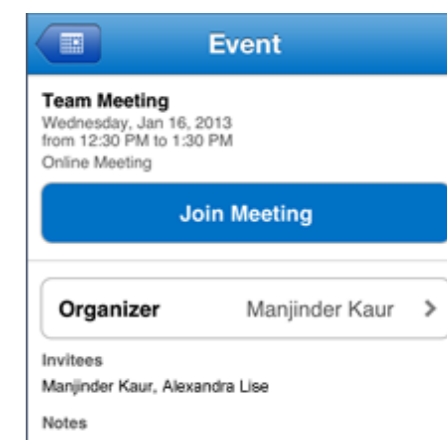 Event
Team Meeting
Wednesday, Jan 16, 2013
from 12:30 PM to 1:30 PM
Online Meeting
Join Meeting
Organizer Manjinder Kaur
Invitees
Manjinder Kaur, Alexandra Lise
Notes